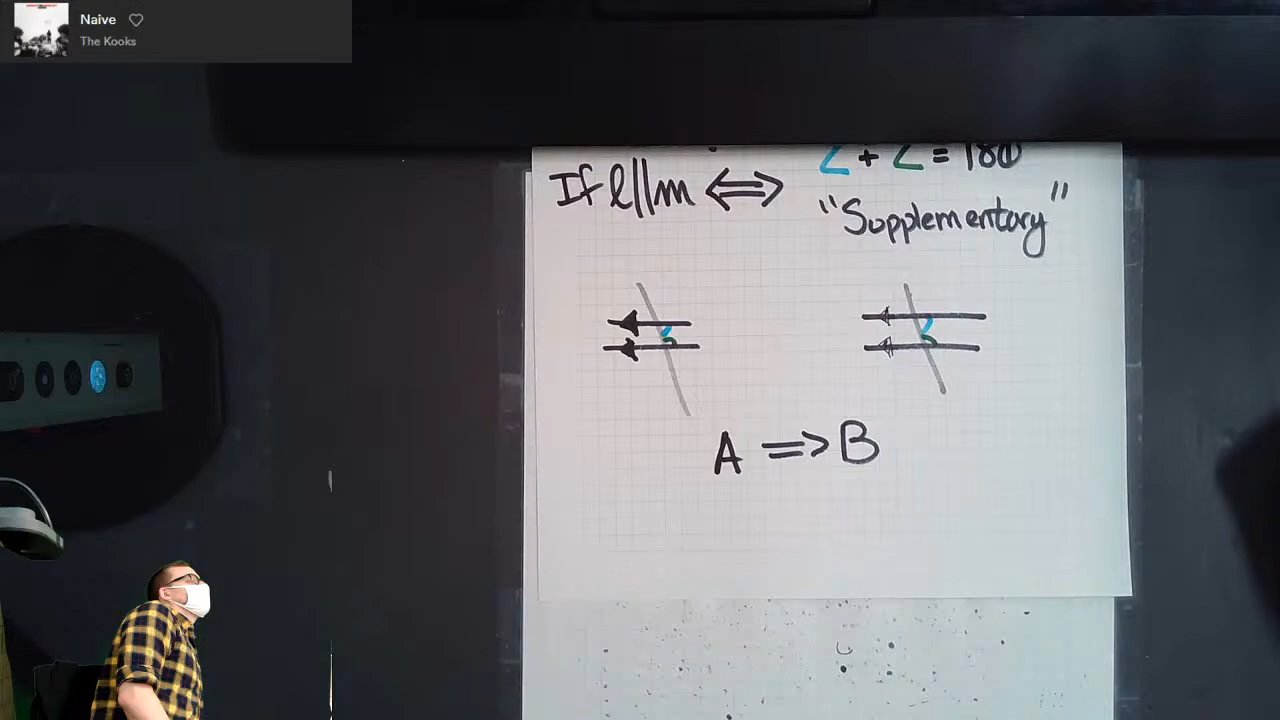 Naive
The Kooks
∠ + ∠ = 180
If l||m ⟺
"Supplementary"
A => B